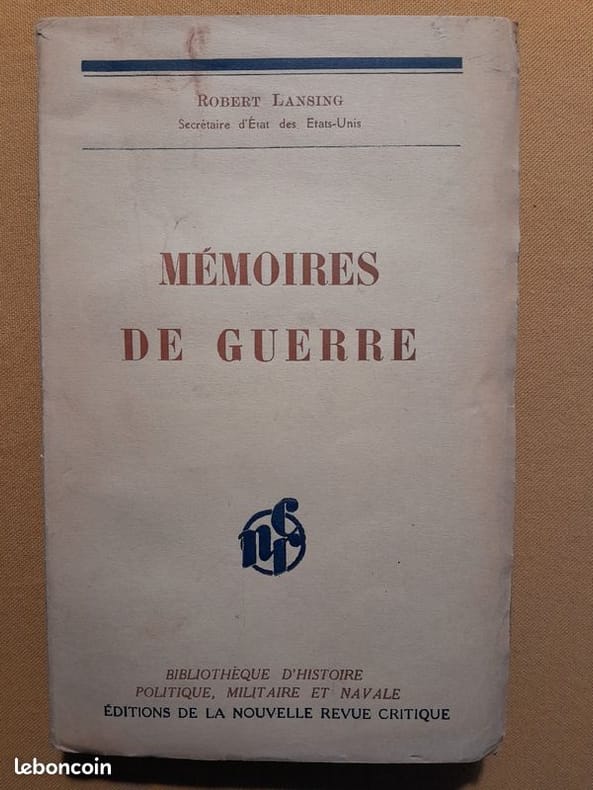 ROBERT LANSING
Secrétaire d'État des Etats-Unis
MÉMOIRES
DE GUERRE
nrc
BIBLIOTHÈQUE D'HISTOIRE
POLITIQUE, MILITAIRE ET NAVALE
ÉDITIONS DE LA NOUVELLE REVUE CRITIQUE
leboncoin